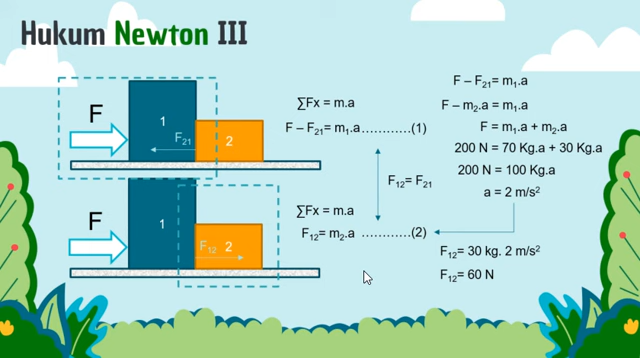 Hukum Newton III
F
1
F21
2
∑Fx = m.a
F – F21= m1.a…………(1)
F12= F21
F
1
F12
2
∑Fx = m.a
F12= m2.a …………(2)
F – F21= m1.a
F – m2.a = m1.a
F = m1.a + m2.a
200 N = 70 Kg.a + 30 Kg.a
200 N = 100 Kg.a
a = 2 m/s²
F12= 30 kg. 2 m/s²
F12= 60 N